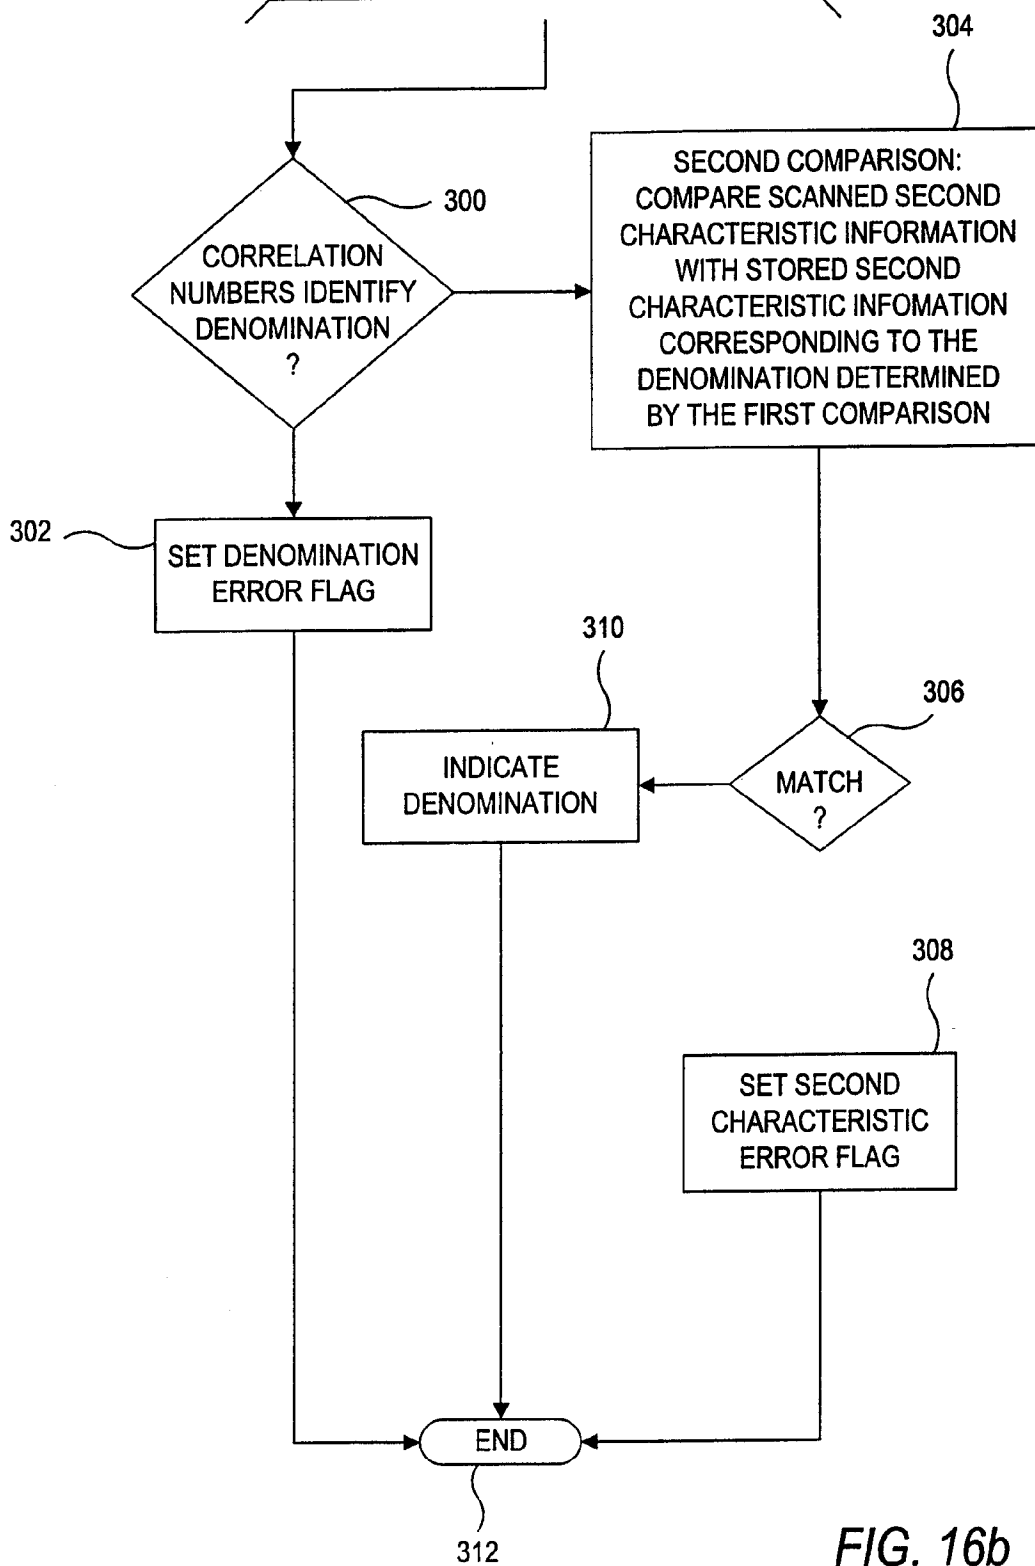 304
300
CORRELATION
NUMBERS IDENTIFY
DENOMINATION
?
SECOND COMPARISON:
COMPARE SCANNED SECOND
CHARACTERISTIC INFORMATION
WITH STORED SECOND
CHARACTERISTIC INFOMATION
CORRESPONDING TO THE
DENOMINATION DETERMINED
BY THE FIRST COMPARISON
302
SET DENOMINATION
ERROR FLAG
310
INDICATE
DENOMINATION
306
MATCH
?
308
SET SECOND
CHARACTERISTIC
ERROR FLAG
END
312
FIG. 16b